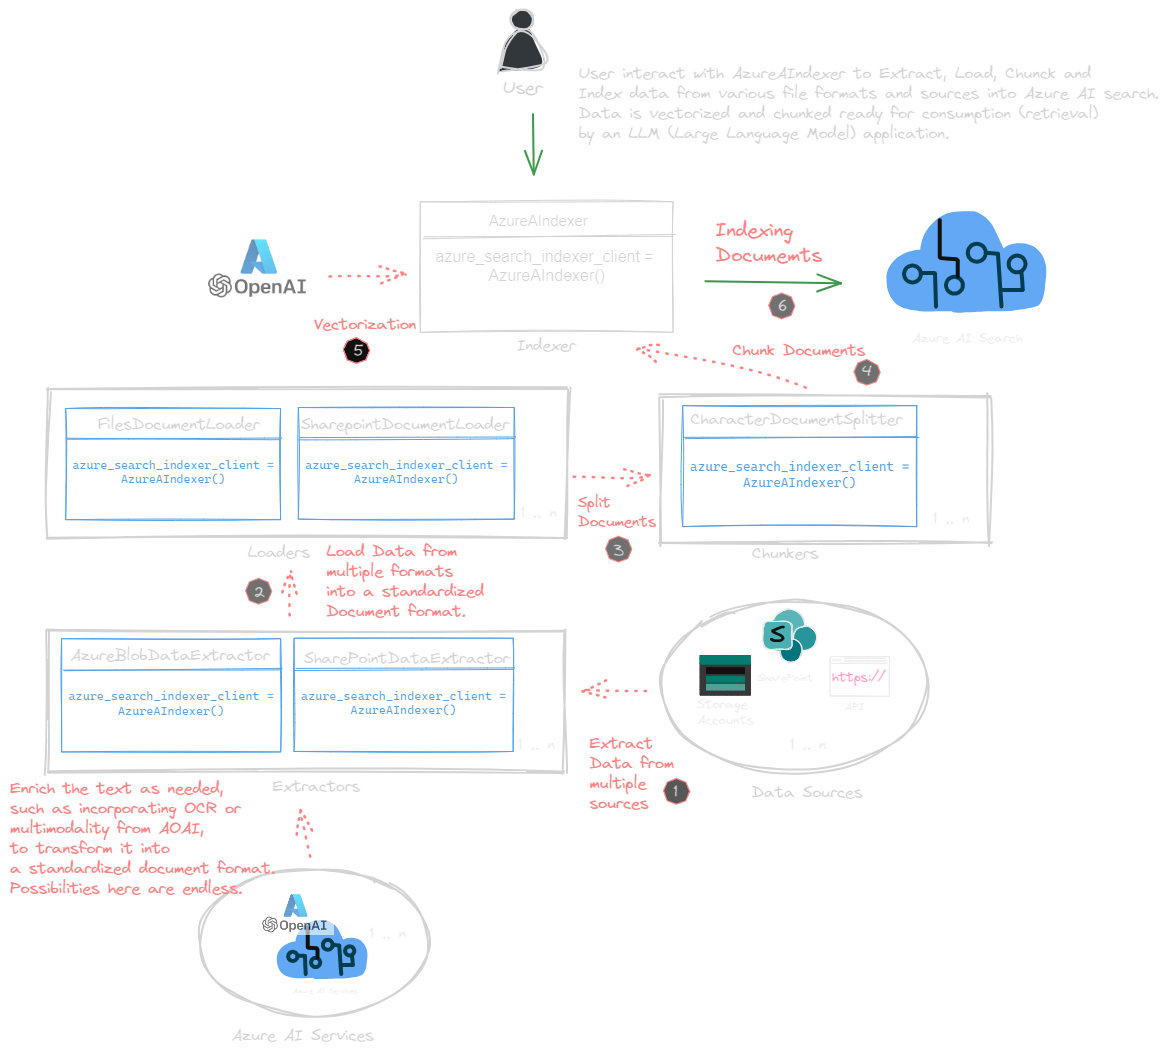 User
User interact with AzureAIndexer to Extract, Load, Chunck and
Index data from various file formats and sources into Azure AI search.
Data is vectorized and chunked ready for consumption (retrieval)
by an LLM (Large Language Model) application.
AzureAIndexer
azure_search_indexer_client =
AzureAIndexer()
Indexer
OpenAI
Vectorization
5
Indexing
Documemts
6
Azure AI Search
Chunk Documents
4
FilesDocumentLoader
azure_search_indexer_client =
AzureAIndexer()
SharepointDocumentLoader
azure_search_indexer_client =
AzureAIndexer()
1 .. n
Loaders
Split
Documents
3
CharacterDocumentSplitter
azure_search_indexer_client =
AzureAIndexer()
1 .. n
Chunkers
2
Load Data from
multiple formats
into a standardized
Document format.
AzureBlobDataExtractor
azure_search_indexer_client =
AzureAIndexer()
SharePointDataExtractor
azure_search_indexer_client =
AzureAIndexer()
1 .. n
Extractors
S
SharePoint
Storage
Accounts
https://
API
1 .. n
Data Sources
Extract
Data from
multiple
sources
1
Enrich the text as needed,
such as incorporating OCR or
multimodality from AOAI,
to transform it into
a standardized document format.
Possibilities here are endless.
OpenAI
1 .. n
Azure AI Services
Azure AI Services